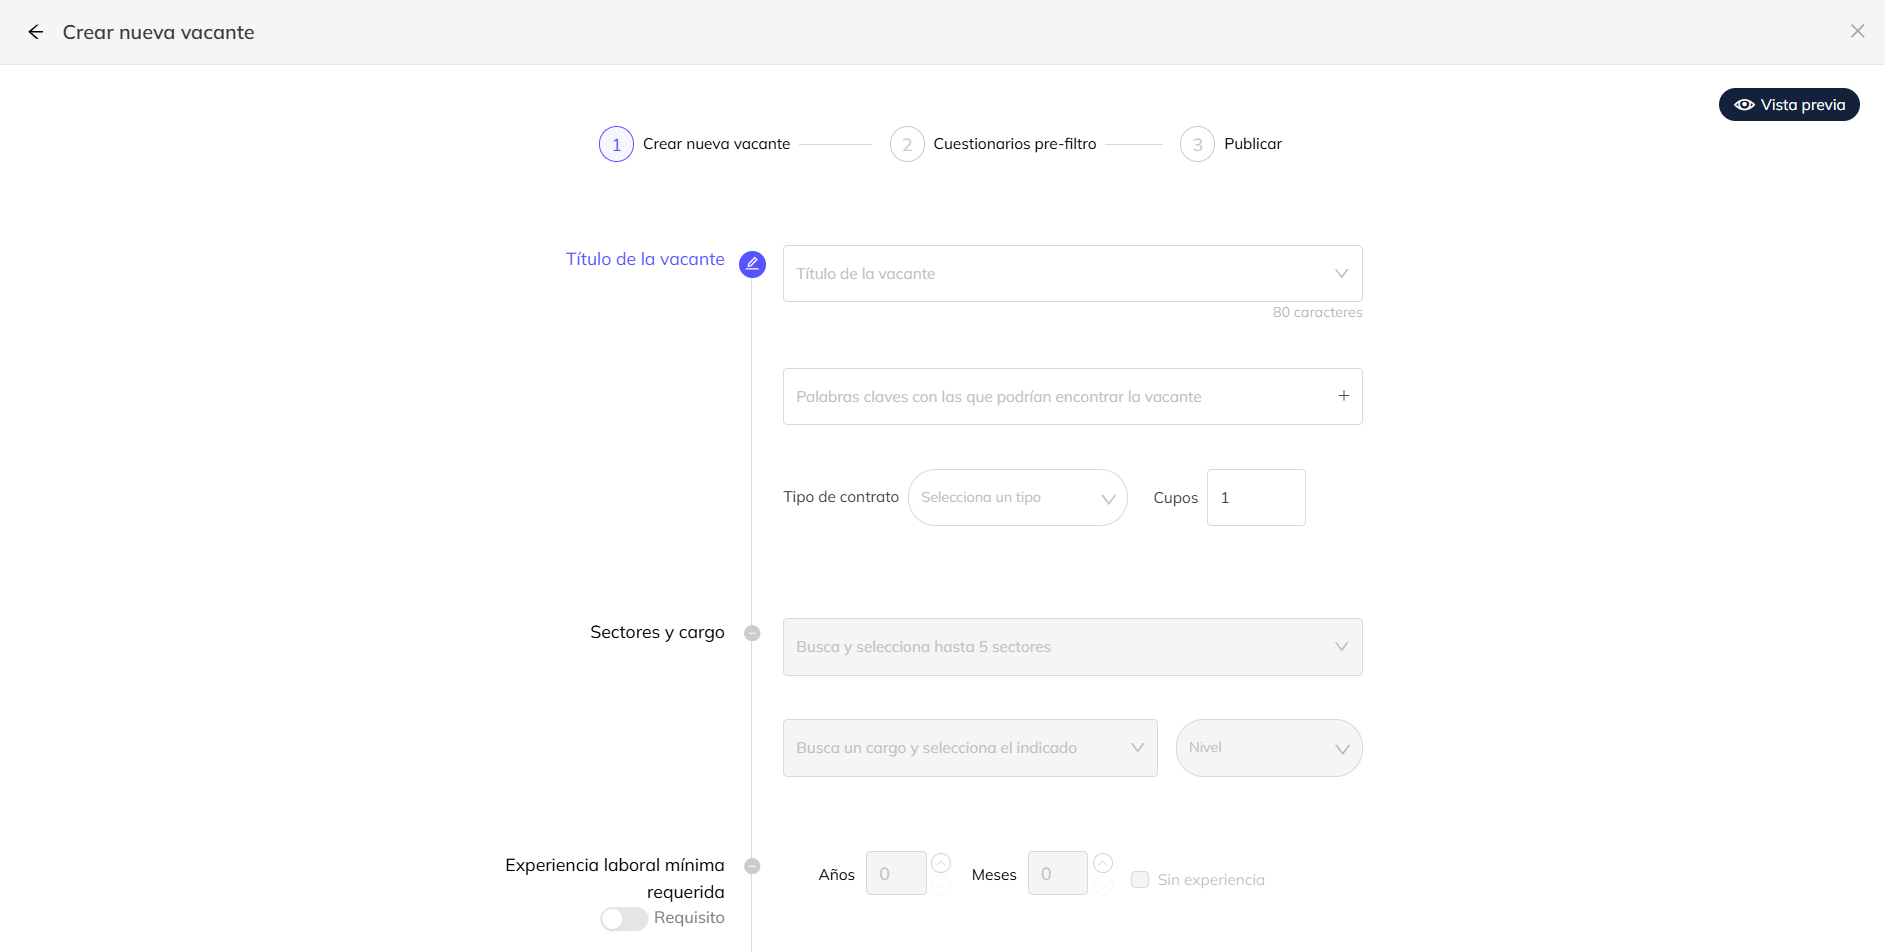 Crear nueva vacante
Vista previa
1 Crear nueva vacante 2 Cuestionarios pre-filtro 3 Publicar
Título de la vacante
Título de la vacante
80 caracteres
Palabras claves con las que podrían encontrar la vacante
Tipo de contrato Selecciona un tipo Cupos 1
Sectores y cargo
Busca y selecciona hasta 5 sectores
Busca un cargo y selecciona el indicado Nivel
Experiencia laboral mínima
requerida
Requisito
Años 0 Meses 0 Sin experiencia